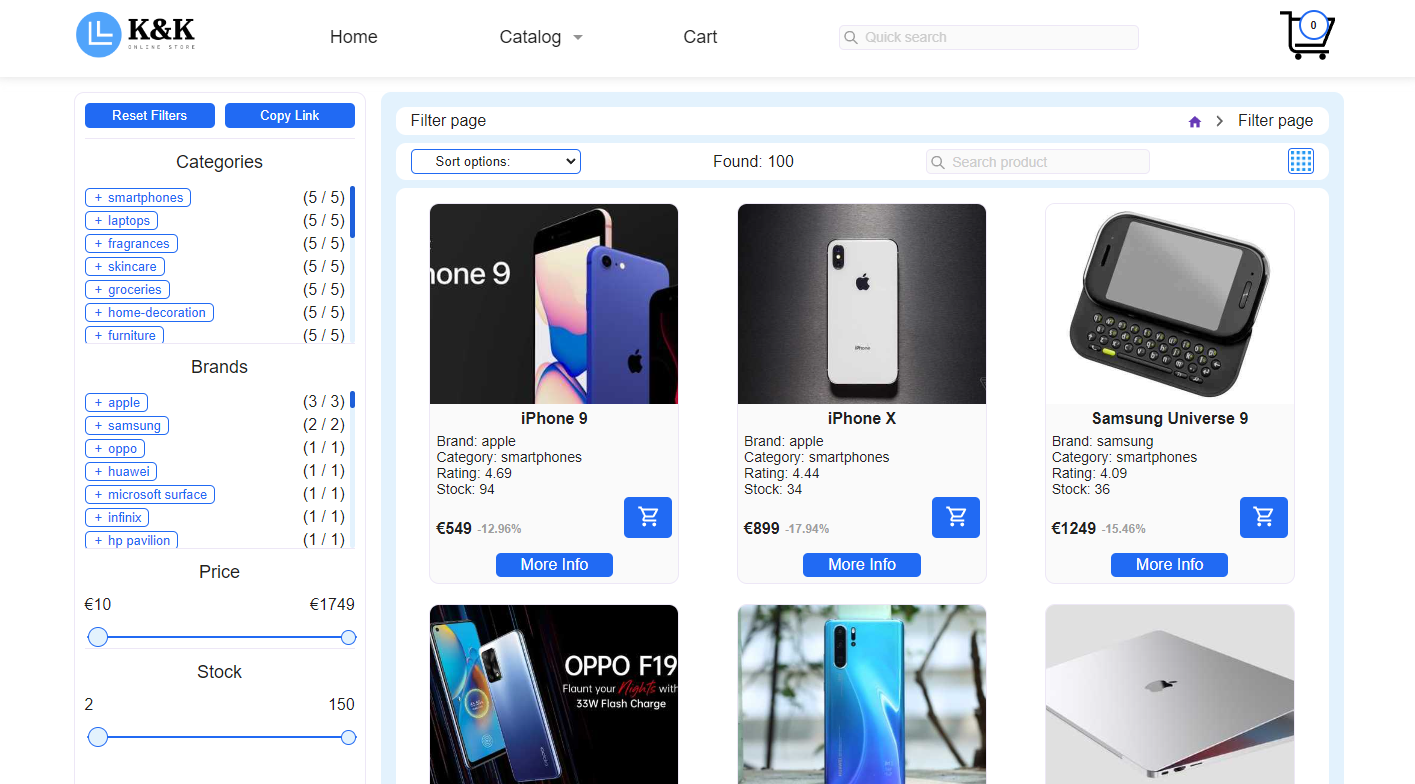 K&K
ONLINE STORE
Home
Catalog
Cart
Quick search
0
Reset Filters
Copy Link
Categories
+ smartphones (5 / 5)
+ laptops (5 / 5)
+ fragrances (5 / 5)
+ skincare (5 / 5)
+ groceries (5 / 5)
+ home-decoration (5 / 5)
+ furniture (5 / 5)
Brands
+ apple (3 / 3)
+ samsung (2 / 2)
+ oppo (1 / 1)
+ huawei (1 / 1)
+ microsoft surface (1 / 1)
+ infinix (1 / 1)
+ hp pavilion (1 / 1)
Price
€10 €1749
Stock
2 150
Filter page
Filter page
Sort options:
Found: 100
Search product
hone 9
iPhone 9
Brand: apple
Category: smartphones
Rating: 4.69
Stock: 94
€549 -12.96%
More Info
iPhone
iPhone X
Brand: apple
Category: smartphones
Rating: 4.44
Stock: 34
€899 -17.94%
More Info
Samsung Universe 9
Brand: samsung
Category: smartphones
Rating: 4.09
Stock: 36
€1249 -15.46%
More Info
OPPO F19
Flaunt your Nights with
33W Flash Charge